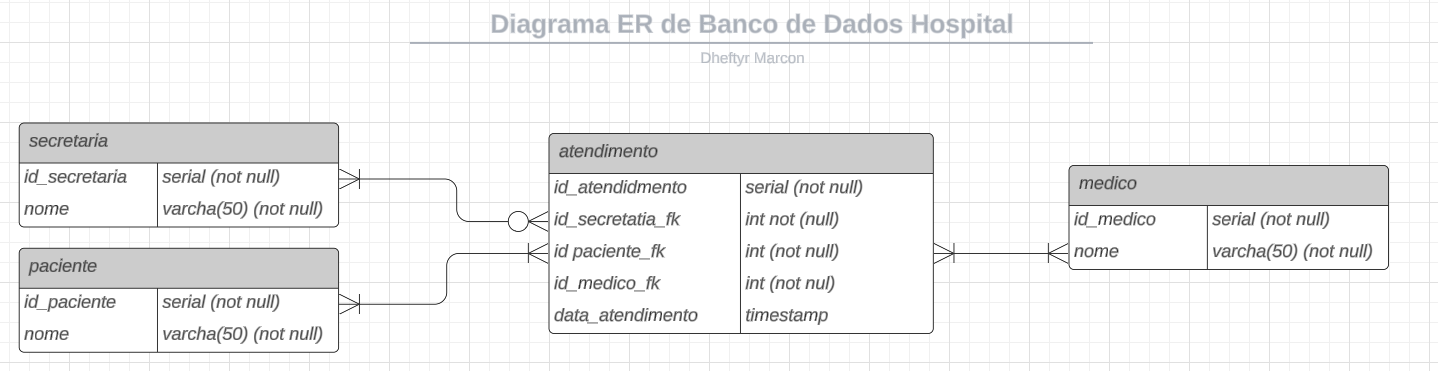 Diagrama ER de Banco de Dados Hospital
Dheftyr Marcon
secretaria
id_secretaria serial (not null)
nome varcha(50) (not null)
paciente
id_paciente serial (not null)
nome varcha(50) (not null)
atendimento
id_atendidmento serial (not null)
id_secretatia_fk int not (null)
id paciente_fk int (not null)
id_medico_fk int (not nul)
data_atendimento timestamp
medico
id_medico serial (not null)
nome varcha(50) (not null)